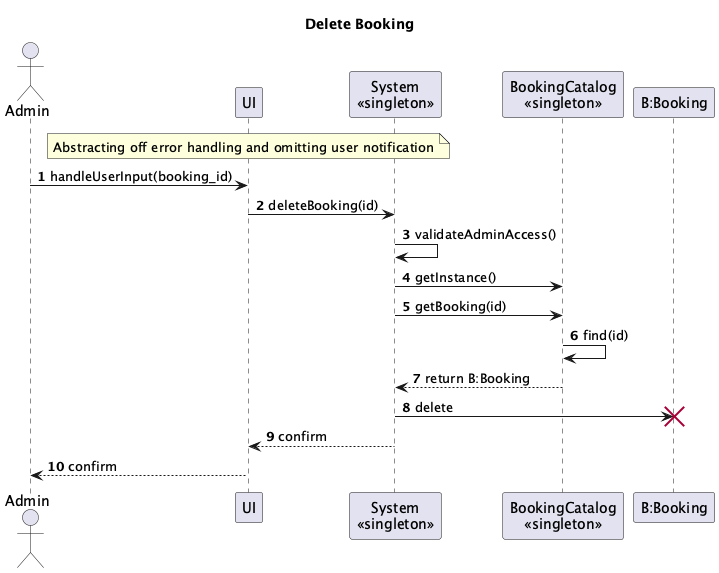 Delete Booking
Admin
UI
System
«singleton»
BookingCatalog
«singleton»
B:Booking
Abstracting off error handling and omitting user notification
1 handleUserInput(booking_id)
2 deleteBooking(id)
3 validateAdminAccess()
4 getInstance()
5 getBooking(id)
6 find(id)
7 return B:Booking
8 delete
9 confirm
10 confirm
Admin
UI
System
«singleton»
BookingCatalog
«singleton»
B:Booking